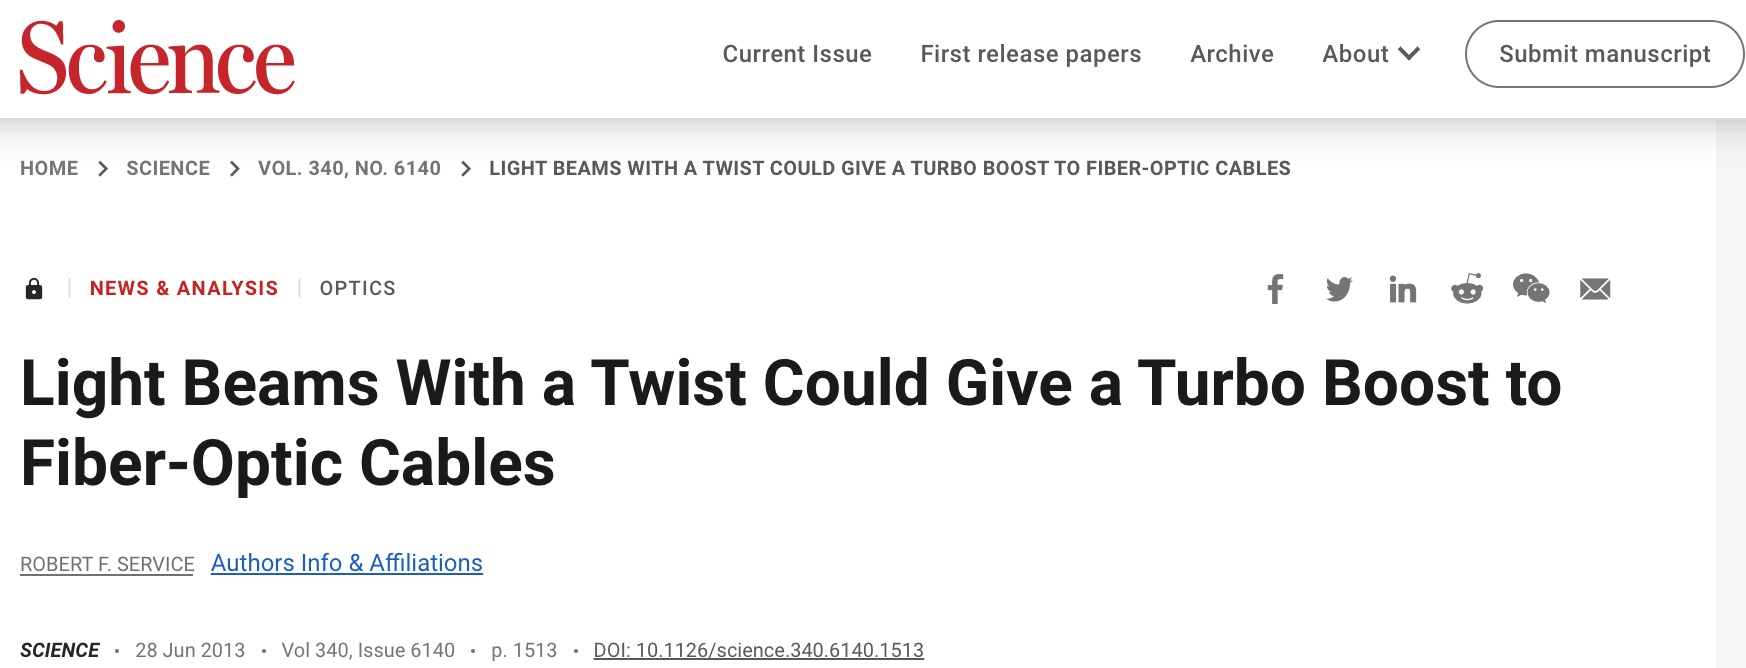 Science
Current Issue First release papers Archive About Submit manuscript
HOME > SCIENCE > VOL. 340, NO. 6140 > LIGHT BEAMS WITH A TWIST COULD GIVE A TURBO BOOST TO FIBER-OPTIC CABLES
NEWS & ANALYSIS | OPTICS
Light Beams With a Twist Could Give a Turbo Boost to
Fiber-Optic Cables
ROBERT F. SERVICE Authors Info & Affiliations
SCIENCE • 28 Jun 2013 • Vol 340, Issue 6140 • p. 1513 • DOI: 10.1126/science.340.6140.1513